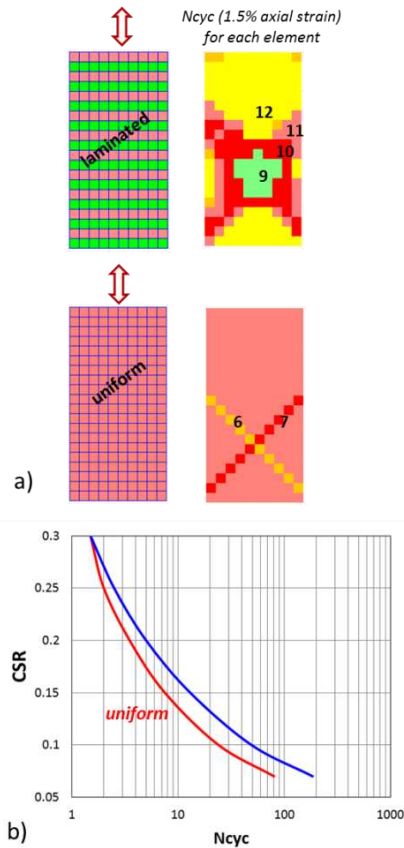 Ncyc (1.5% axial strain)
for each element
laminated
12
11
10
9
uniform
6
7
a)
0.3
0.25
0.2
0.15
0.1
0.05
CSR
uniform
1
10
100
1000
Ncyc
b)